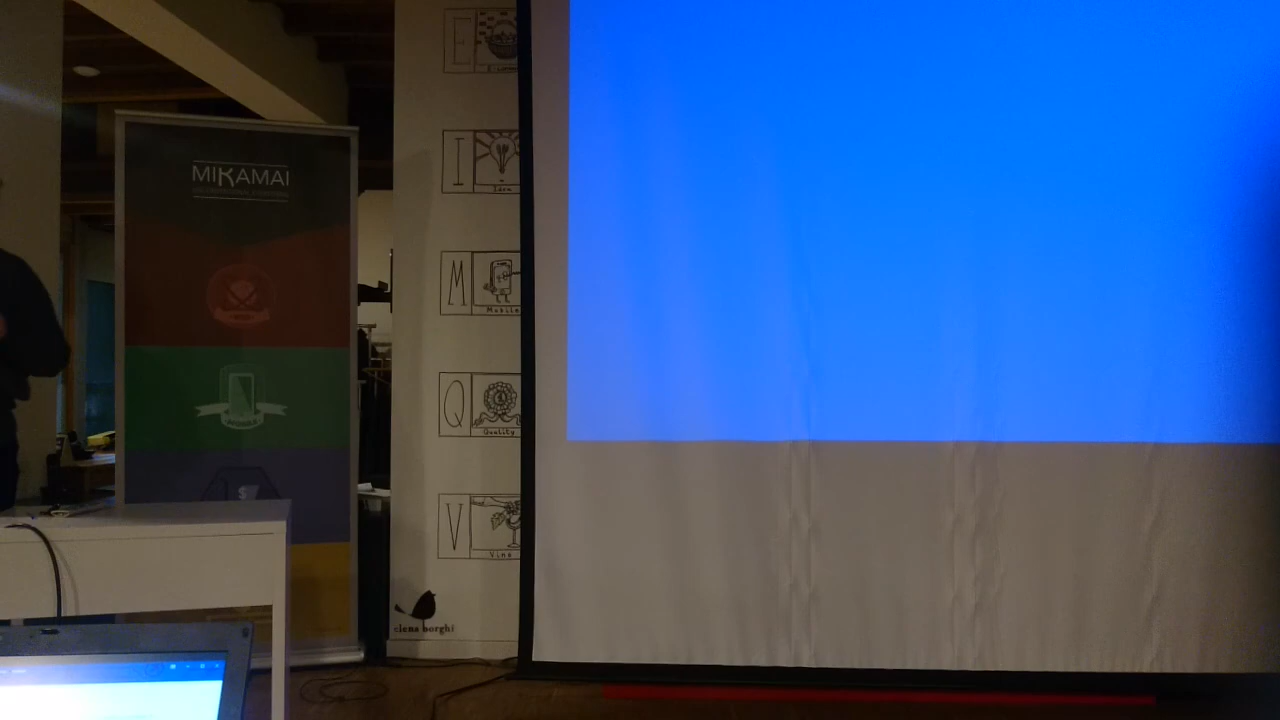 MIKAMAI
E
I
Idea
M
Mobile
Q
Quality
V
Vine
elena borghi